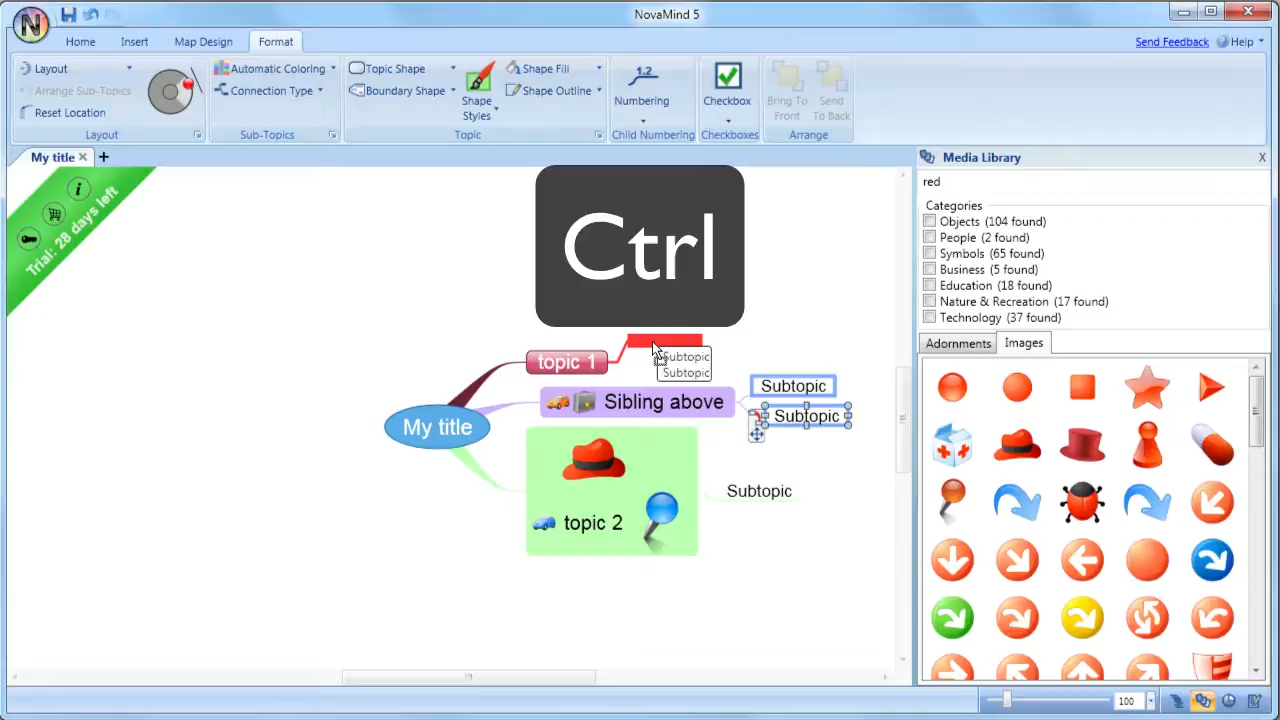 NovaMind 5
N
Home Insert Map Design Format
Send Feedback Help
Layout
Arrange Sub-Topics
Reset Location
Layout
Automatic Coloring
Connection Type
Sub-Topics
Topic Shape
Boundary Shape
Shape Styles
Shape Fill
Shape Outline
Topic
1.2
Numbering
Child Numbering
Checkbox
Checkboxes
Bring To Front
Send To Back
Arrange
My title
Trial: 28 days left
i
Ctrl
topic 1
Subtopic
Subtopic
My title
Sibling above
Subtopic
Subtopic
topic 2
Subtopic
Media Library X
red
Categories
Objects (104 found)
People (2 found)
Symbols (65 found)
Business (5 found)
Education (18 found)
Nature & Recreation (17 found)
Technology (37 found)
Adornments Images
100